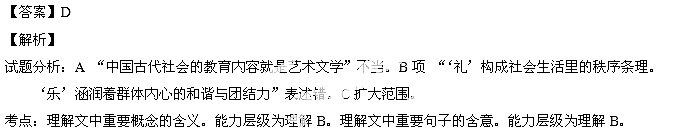 【答案】D
【解析】
试题分析：A “中国古代社会的教育内容就是艺术文学”不当。B 项 “‘礼’构成社会生活里的秩序条理。
‘乐’涵润着群体内心的和谐与团结力”表述错。C 扩大范围。
考点：理解文中重要概念的含义。能力层级为理解 B。理解文中重要句子的含意。能力层级为理解 B。